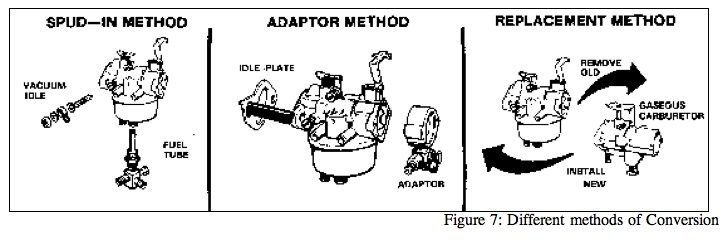 SPUD—IN METHOD
VACUUM-
IDLE
FUEL
TUBE
ADAPTOR METHOD
IDLE-PLATE
ADAPTOR
REPLACEMENT METHOD
REMOVE
OLD
GASEOUS
CARBURETOR
INSTALL
NEW
Figure 7: Different methods of Conversion